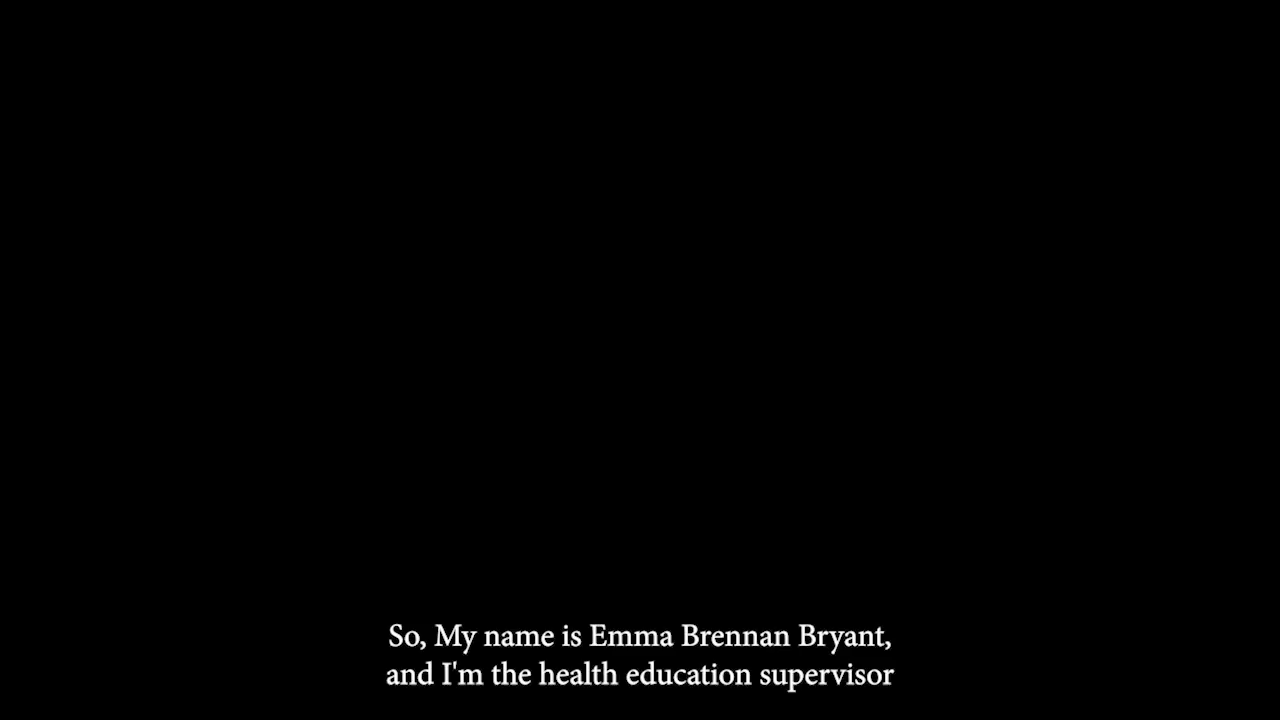 So, My name is Emma Brennan Bryant,
and I'm the health education supervisor